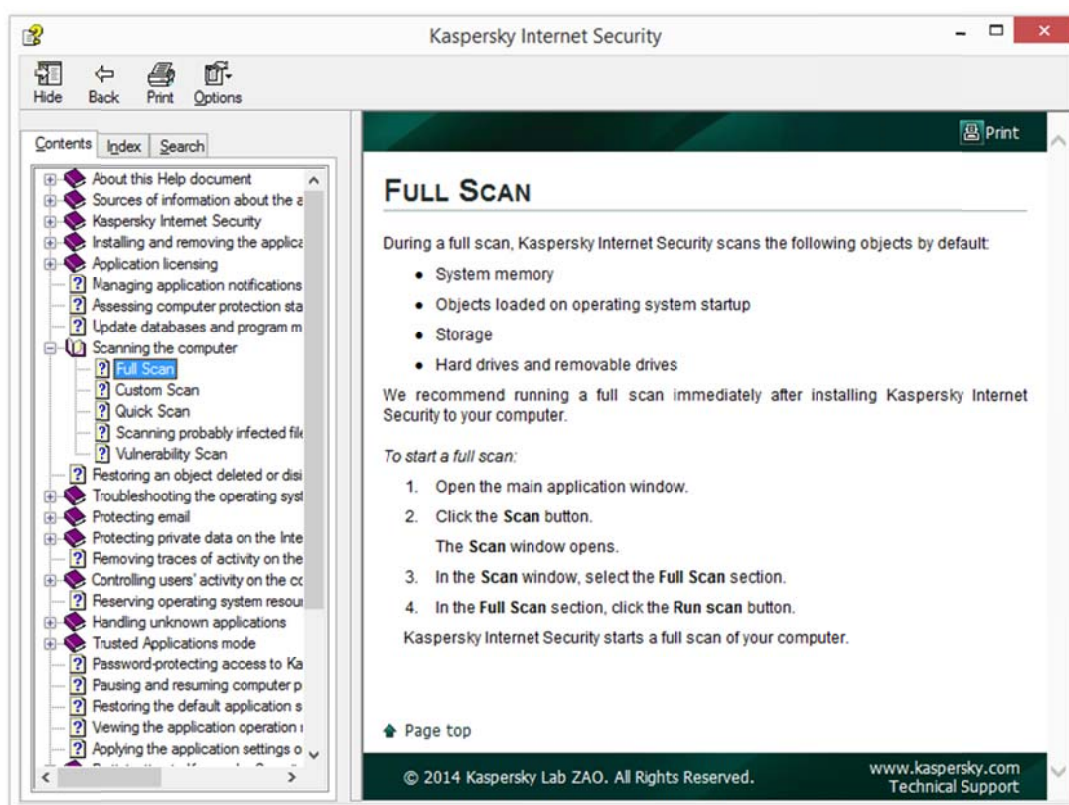 Kaspersky Internet Security
Hide Back Print Options
Contents Index Search
About this Help document
Sources of information about the a
Kaspersky Internet Security
Installing and removing the applica
Application licensing
Managing application notifications
Assessing computer protection sta
Update databases and program m
Scanning the computer
Full Scan
Custom Scan
Quick Scan
Scanning probably infected file
Vulnerability Scan
Restoring an object deleted or disi
Troubleshooting the operating syst
Protecting email
Protecting private data on the Inte
Removing traces of activity on the
Controlling users' activity on the co
Reserving operating system resour
Handling unknown applications
Trusted Applications mode
Password-protecting access to Ka
Pausing and resuming computer p
Restoring the default application s
Viewing the application operation
Applying the application settings o
Print
FULL SCAN
During a full scan, Kaspersky Internet Security scans the following objects by default:
• System memory
• Objects loaded on operating system startup
• Storage
• Hard drives and removable drives
We recommend running a full scan immediately after installing Kaspersky Internet
Security to your computer.
To start a full scan:
1. Open the main application window.
2. Click the Scan button.
The Scan window opens.
3. In the Scan window, select the Full Scan section.
4. In the Full Scan section, click the Run scan button.
Kaspersky Internet Security starts a full scan of your computer.
Page top
© 2014 Kaspersky Lab ZAO. All Rights Reserved.
www.kaspersky.com
Technical Support